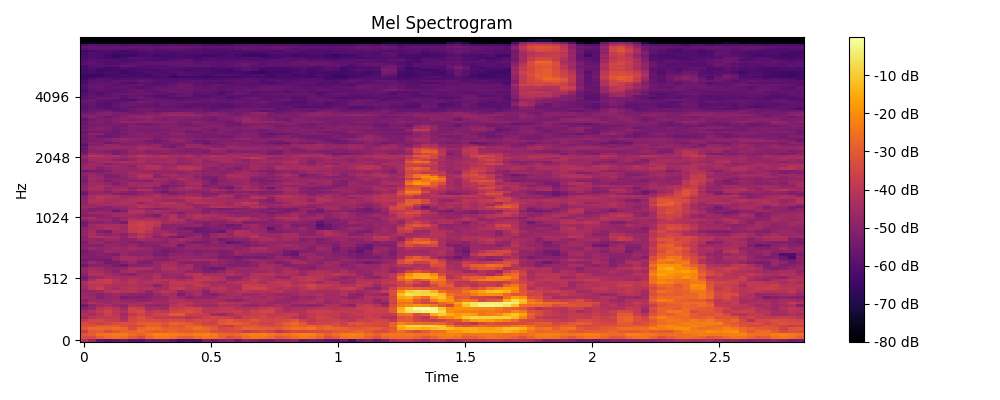 Mel Spectrogram
Hz
4096
2048
1024
512
0
0
0.5
1
1.5
2
2.5
Time
-10 dB
-20 dB
-30 dB
-40 dB
-50 dB
-60 dB
-70 dB
-80 dB